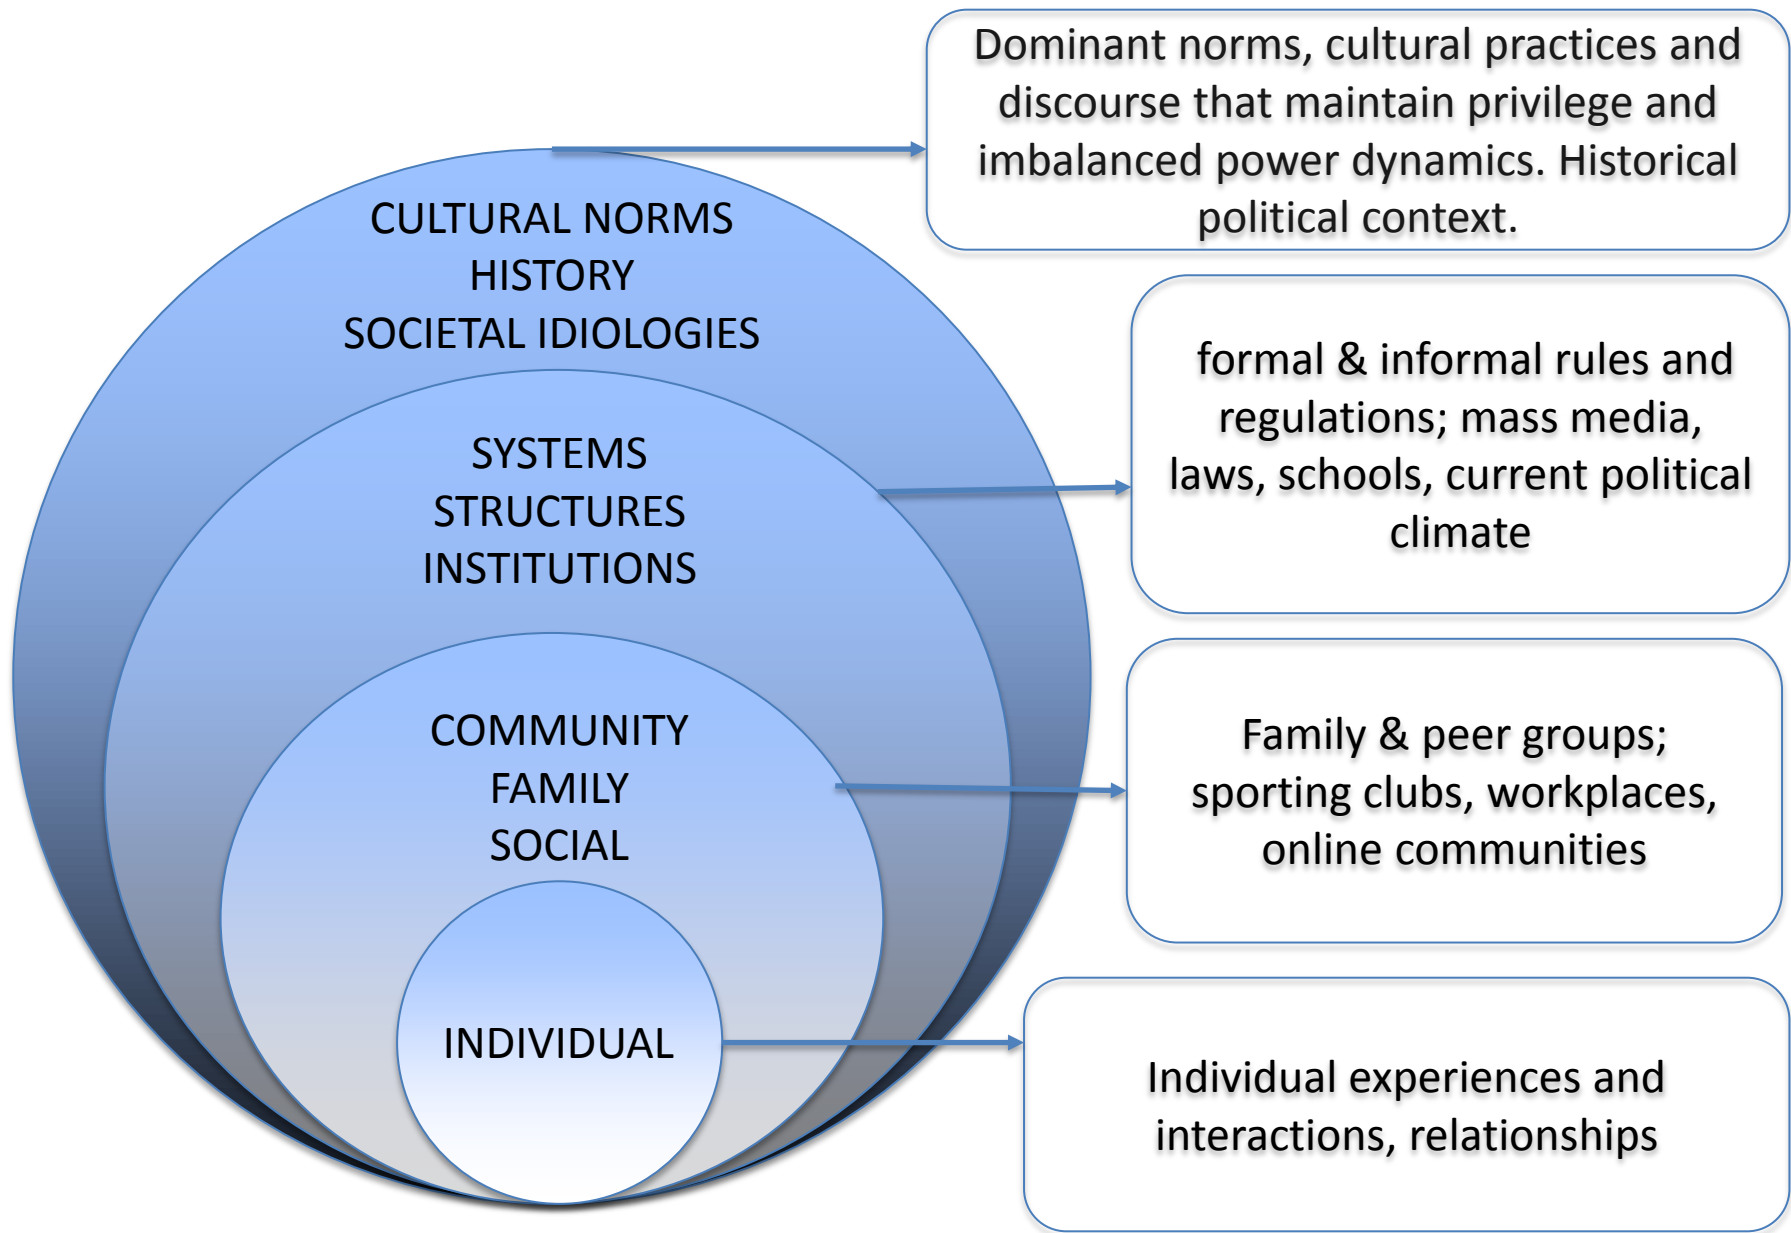 Dominant norms, cultural practices and
discourse that maintain privilege and
imbalanced power dynamics. Historical
political context.
CULTURAL NORMS
HISTORY
SOCIETAL IDIOLOGIES
formal & informal rules and
regulations; mass media,
laws, schools, current political
climate
SYSTEMS
STRUCTURES
INSTITUTIONS
Family & peer groups;
sporting clubs, workplaces,
online communities
COMMUNITY
FAMILY
SOCIAL
INDIVIDUAL
Individual experiences and
interactions, relationships